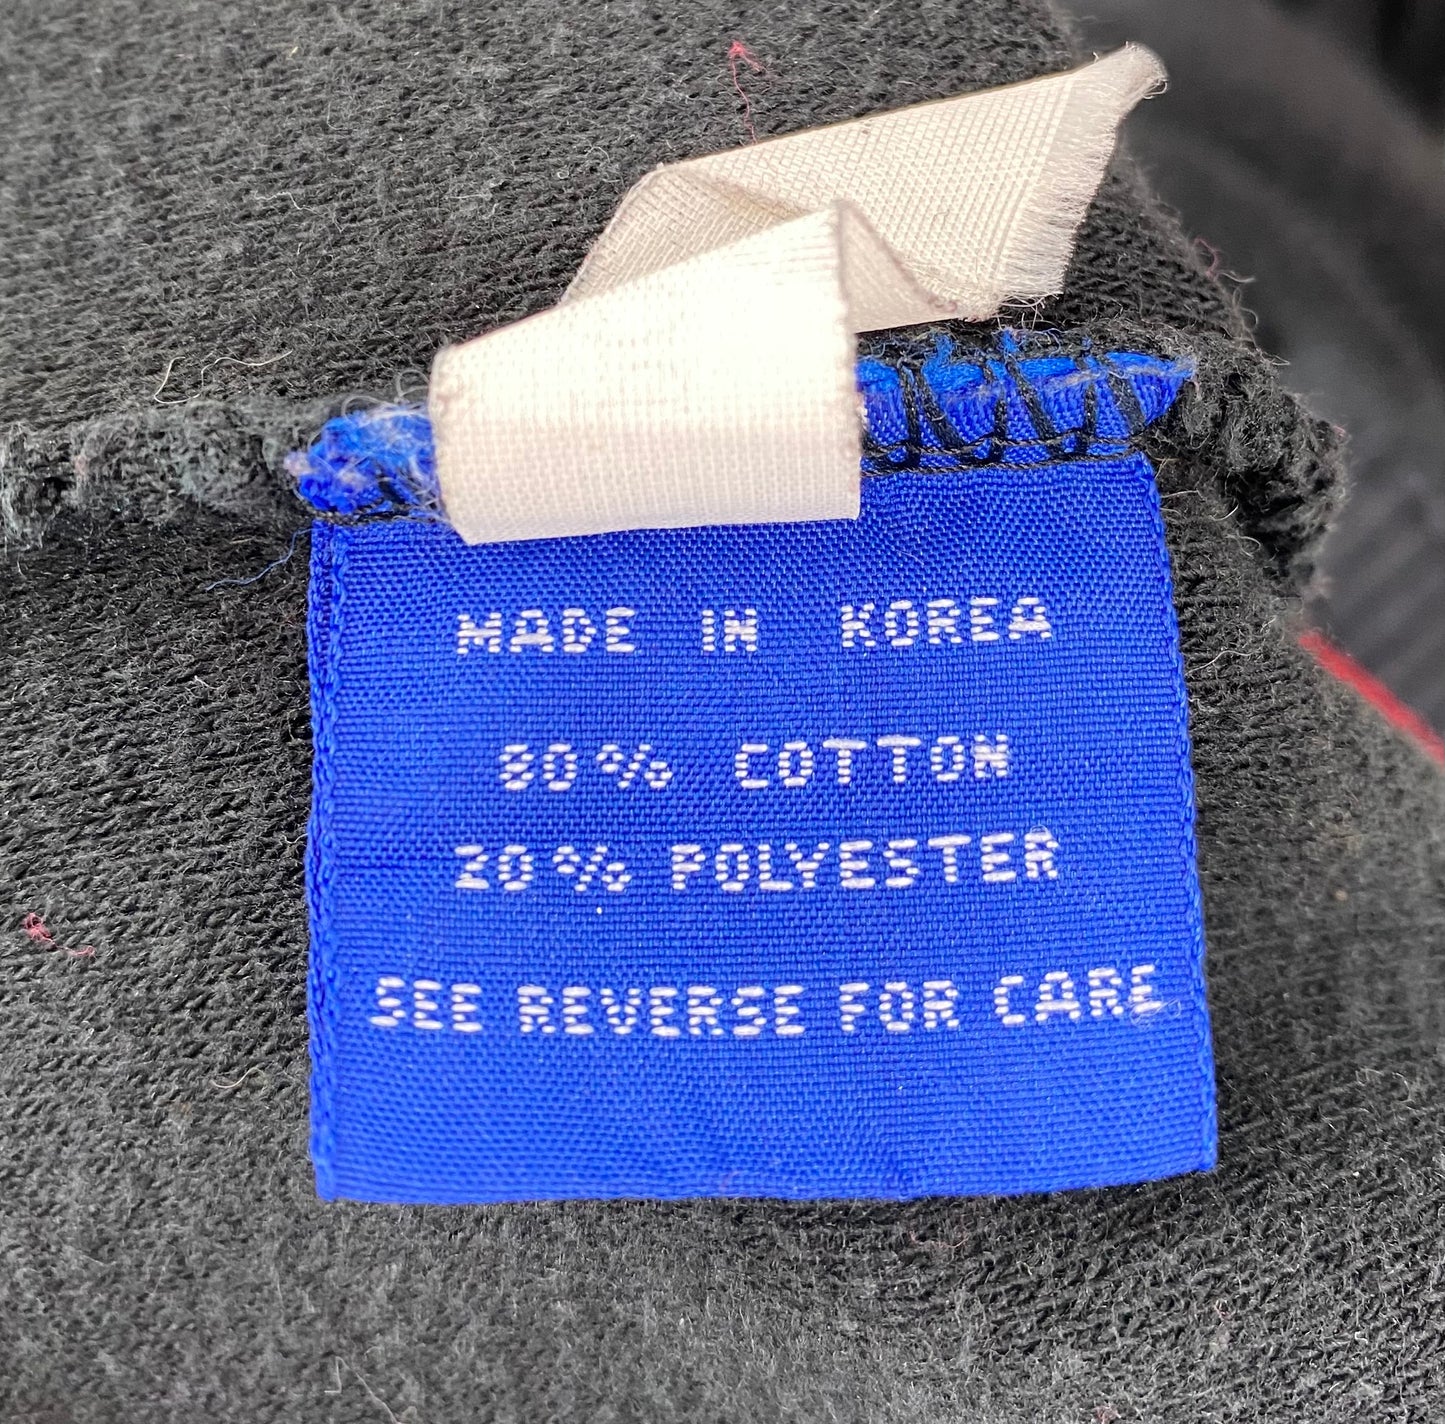 MADE IN KOREA
80% COTTON
20% POLYESTER
SEE REVERSE FOR CARE